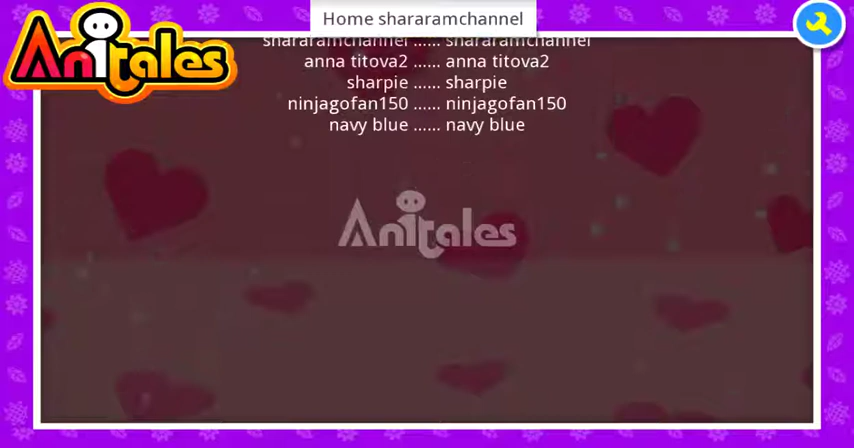 Home shararamchannel
Anitales
shararamchannel ...... shararamchannel
anna titova2 ...... anna titova2
sharpie ...... sharpie
ninjagofan150 ...... ninjagofan150
navy blue ...... navy blue
Anitales